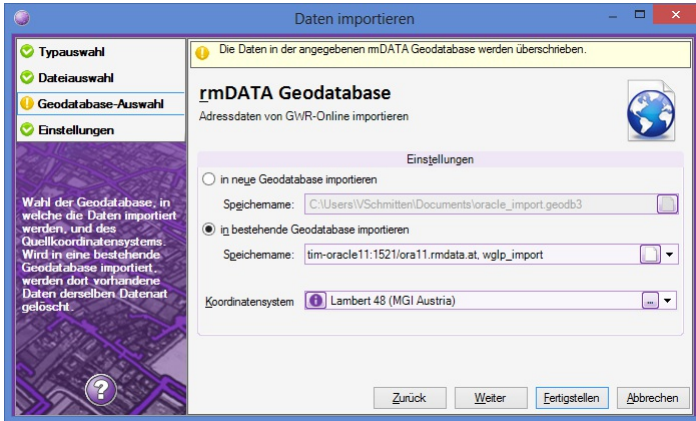 Daten importieren
Typauswahl
Dateiauswahl
Geodatabase-Auswahl
Einstellungen
Wahl der Geodatabase, in
welche die Daten importiert
werden, und des
Quellkoordinatensystems.
Wird in eine bestehende
Geodatabase importiert,
werden dort vorhandene
Daten derselben Datenart
gelöscht.
Die Daten in der angegebenen rmDATA Geodatabase werden überschrieben.
rmDATA Geodatabase
Adressdaten von GWR-Online importieren
Einstellungen
in neue Geodatabase importieren
Speichername: C:\Users\VSchmitten\Documents\oracle_import.geodb3
in bestehende Geodatabase importieren
Speichername: tim-oracle11:1521/ora11.rmdata.at, wglp_import
Koordinatensystem Lambert 48 (MGI Austria) ...
Zurück Weiter Fertigstellen Abbrechen